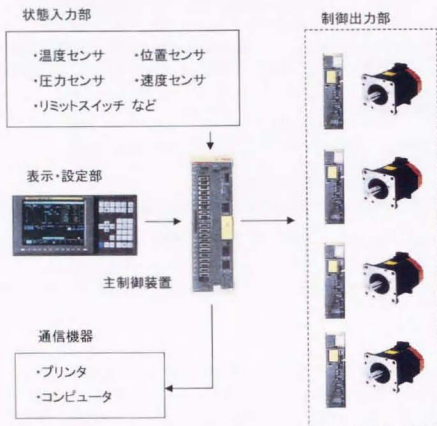 状態入力部
・温度センサ ・位置センサ
・圧力センサ ・速度センサ
・リミットスイッチ など
制御出力部
表示・設定部
主制御装置
通信機器
・プリンタ
・コンピュータ